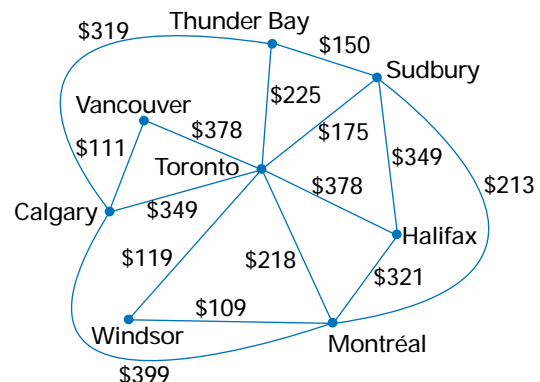 Thunder Bay
$319
$150
Sudbury
$225
Vancouver
$378
$175
$111
Toronto
$349
$378
$213
Calgary
$349
Halifax
$119
$218
$321
$109
Windsor
Montréal
$399